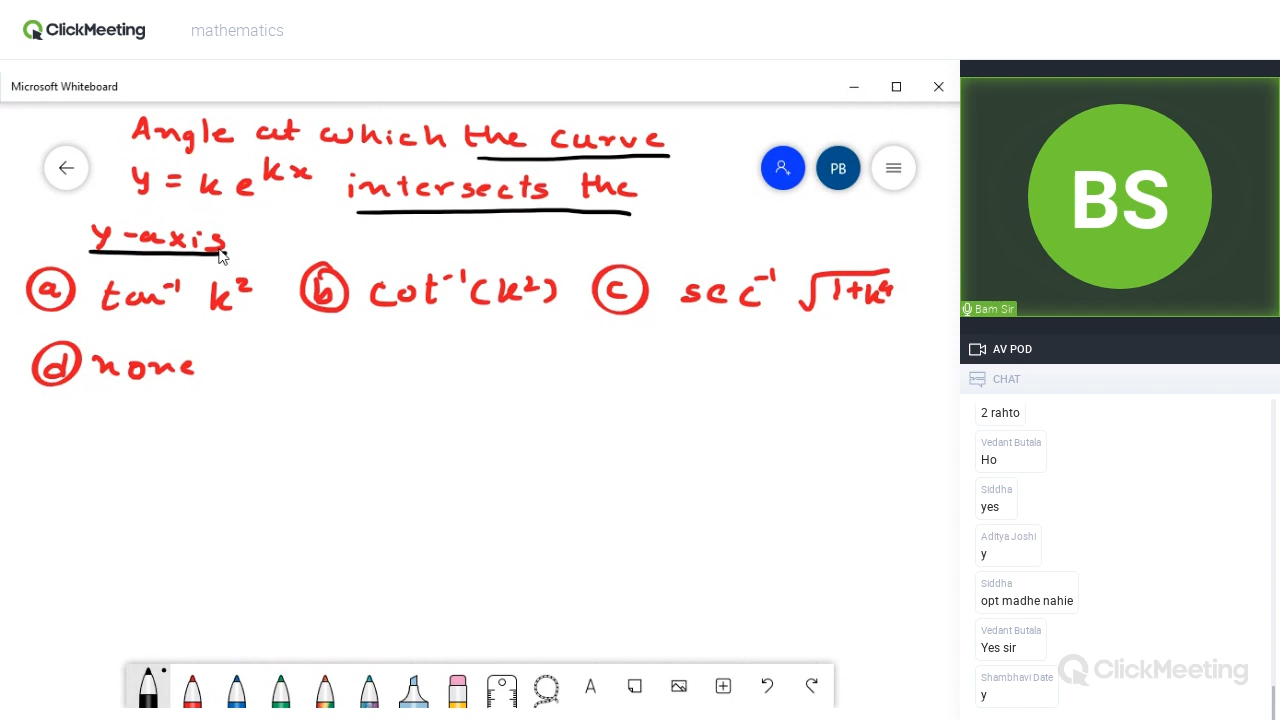 ClickMeeting
mathematics
Microsoft Whiteboard
Angle at which the curve
y = k e^{kx} intersects the
y-axis
(a) tan⁻¹ k² (b) cot⁻¹(k²) (c) sec⁻¹ √(1+k⁴)
(d) none
PB
BS
Bam Sir
AV POD
CHAT
2 rahto
Vedant Butala
Ho
Siddha
yes
Aditya Joshi
y
Siddha
opt madhe nahie
Vedant Butala
Yes sir
Shambhavi Date
y
ClickMeeting